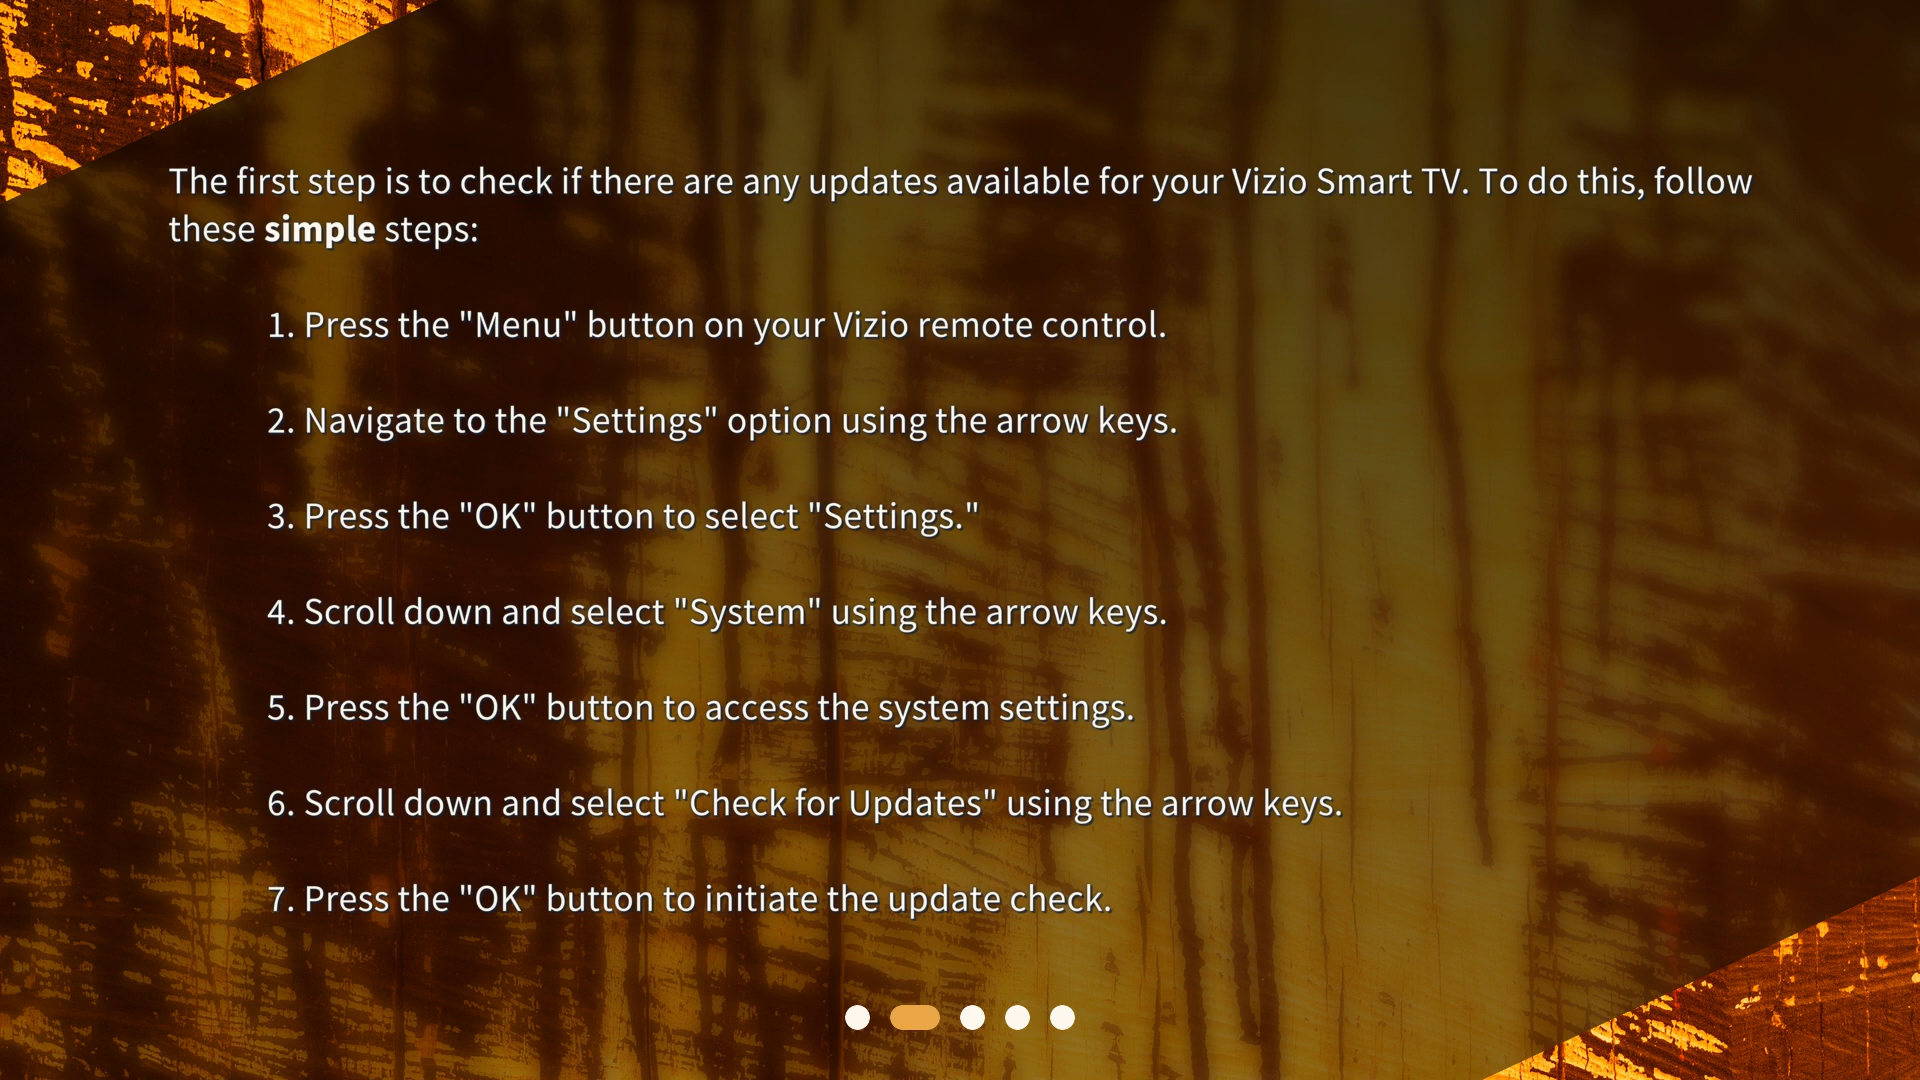 The first step is to check if there are any updates available for your Vizio Smart TV. To do this, follow
these simple steps:
1. Press the "Menu" button on your Vizio remote control.
2. Navigate to the "Settings" option using the arrow keys.
3. Press the "OK" button to select "Settings."
4. Scroll down and select "System" using the arrow keys.
5. Press the "OK" button to access the system settings.
6. Scroll down and select "Check for Updates" using the arrow keys.
7. Press the "OK" button to initiate the update check.